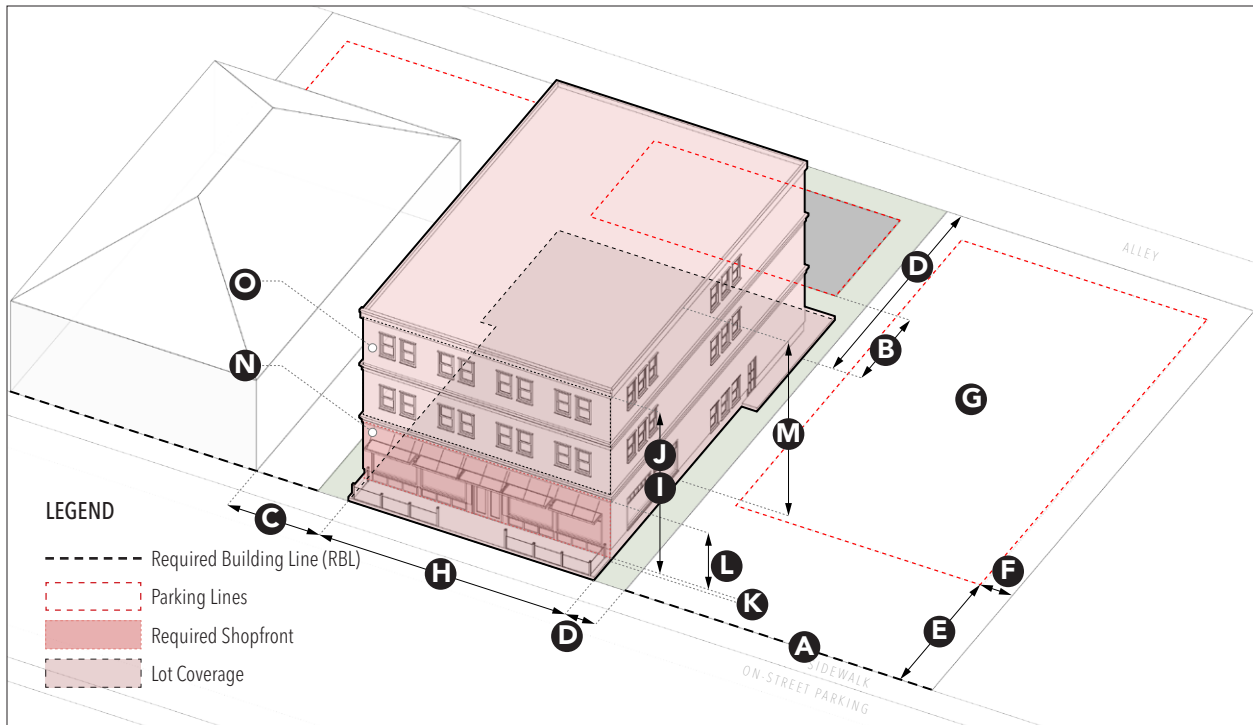 ALLEY
D
O
B
N
G
M
J
I
LEGEND
C
F
Required Building Line (RBL)
H
L
K
Parking Lines
E
D
Required Shopfront
A
SIDEWALK
Lot Coverage
ON-STREET PARKING